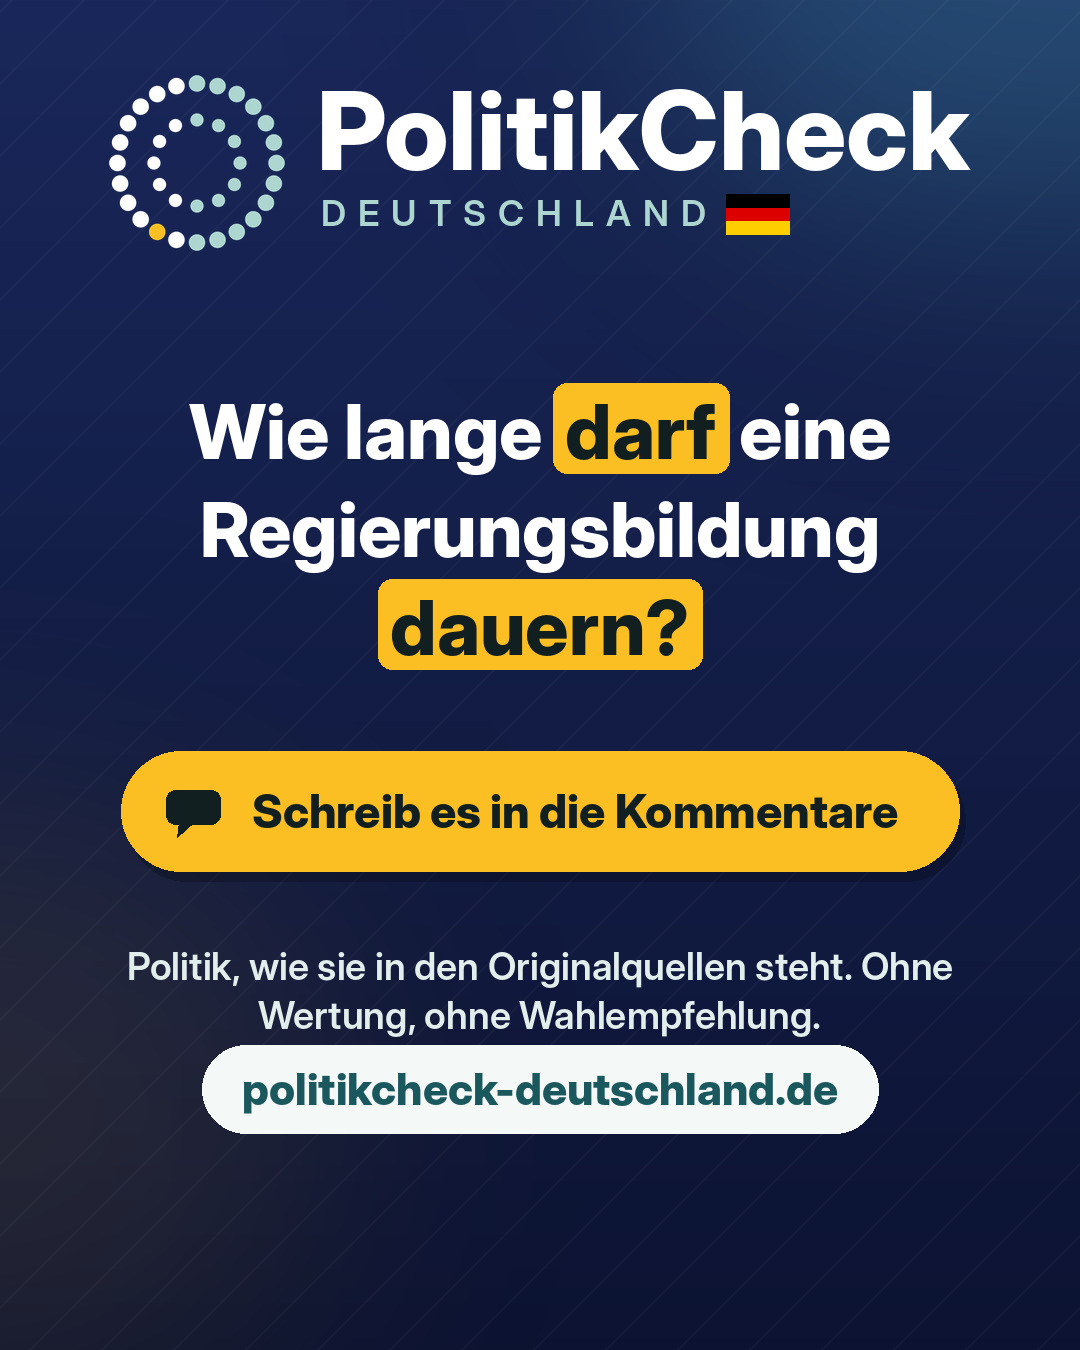 PolitikCheck
DEUTSCHLAND
Wie lange darf eine
Regierungsbildung
dauern?
Schreib es in die Kommentare
Politik, wie sie in den Originalquellen steht. Ohne
Wertung, ohne Wahlempfehlung.
politikcheck-deutschland.de